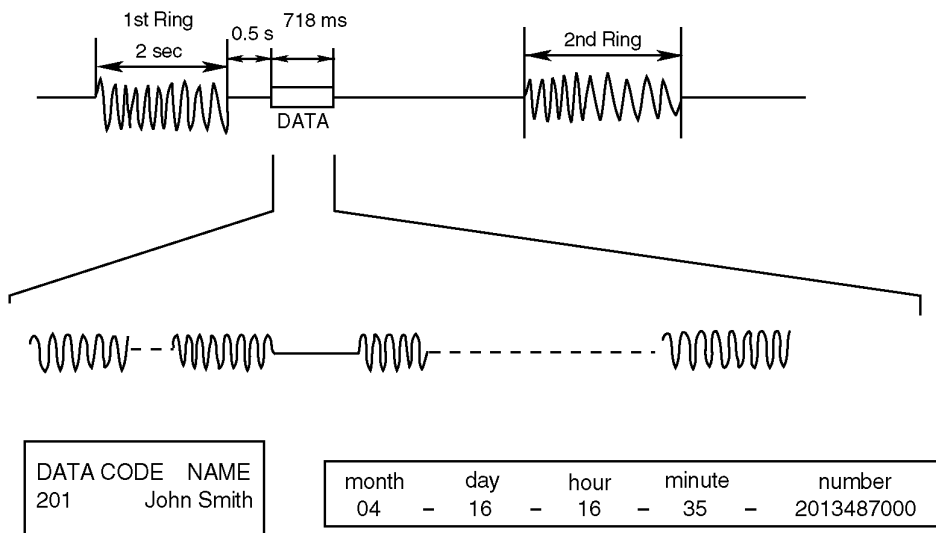 1st Ring
718 ms
2 sec
0.5 s
2nd Ring
DATA
DATA CODE NAME
201 John Smith
month day hour minute number
04 – 16 – 16 – 35 – 2013487000